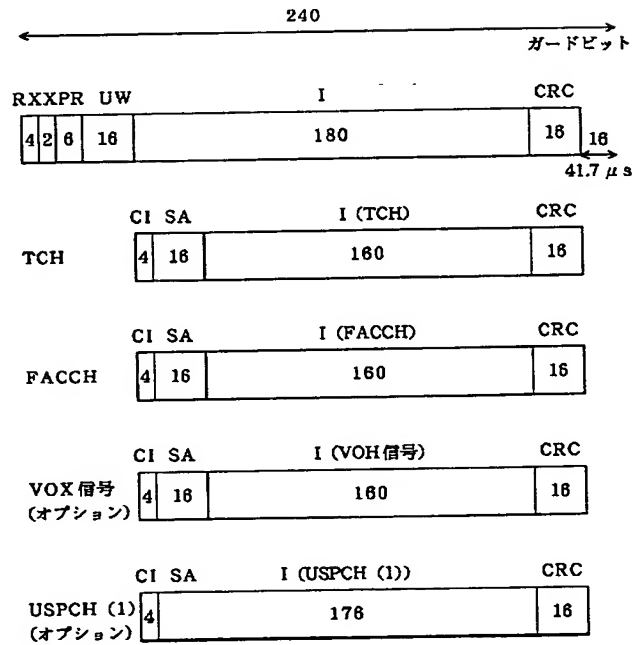 240
ガードビット
RXXPR UW I CRC
4 2 6 16 180 16 16
41.7 μs
CI SA I (TCH) CRC
TCH 4 16 160 16
CI SA I (FACCH) CRC
FACCH 4 16 160 16
CI SA I (VOH信号) CRC
VOX信号 4 16 160 16
(オプション)
CI SA I (USPCH (1)) CRC
USPCH (1) 4 176 16
(オプション)